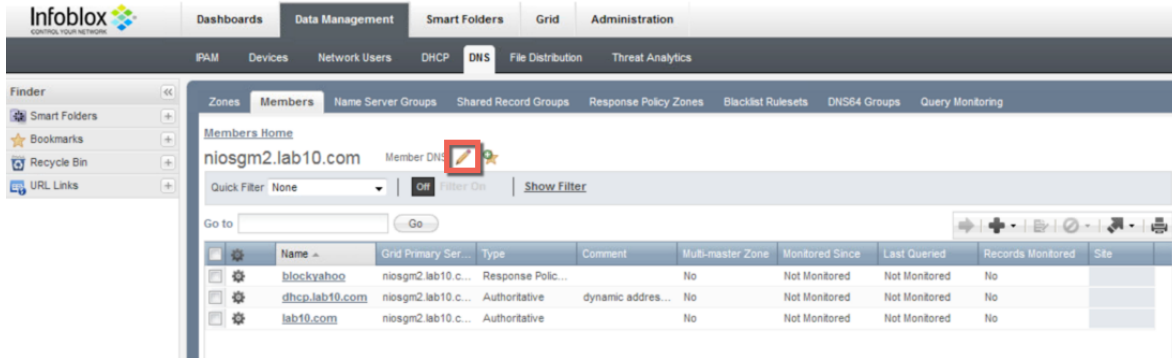 Infoblox
CONTROL YOUR NETWORK
Dashboards Data Management Smart Folders Grid Administration
IPAM Devices Network Users DHCP DNS File Distribution Threat Analytics
Finder
Smart Folders
Bookmarks
Recycle Bin
URL Links
Zones Members Name Server Groups Shared Record Groups Response Policy Zones Blacklist Rulesets DNS64 Groups Query Monitoring
Members Home
niosgm2.lab10.com Member DNS
Quick Filter None Off Filter On Show Filter
Go to Go
Name Grid Primary Ser... Type Comment Multi-master Zone Monitored Since Last Queried Records Monitored Site
blockyahoo niosgm2.lab10.c... Response Polic... No Not Monitored Not Monitored No
dhcp.lab10.com niosgm2.lab10.c... Authoritative dynamic addres... No Not Monitored Not Monitored No
lab10.com niosgm2.lab10.c... Authoritative No Not Monitored Not Monitored No